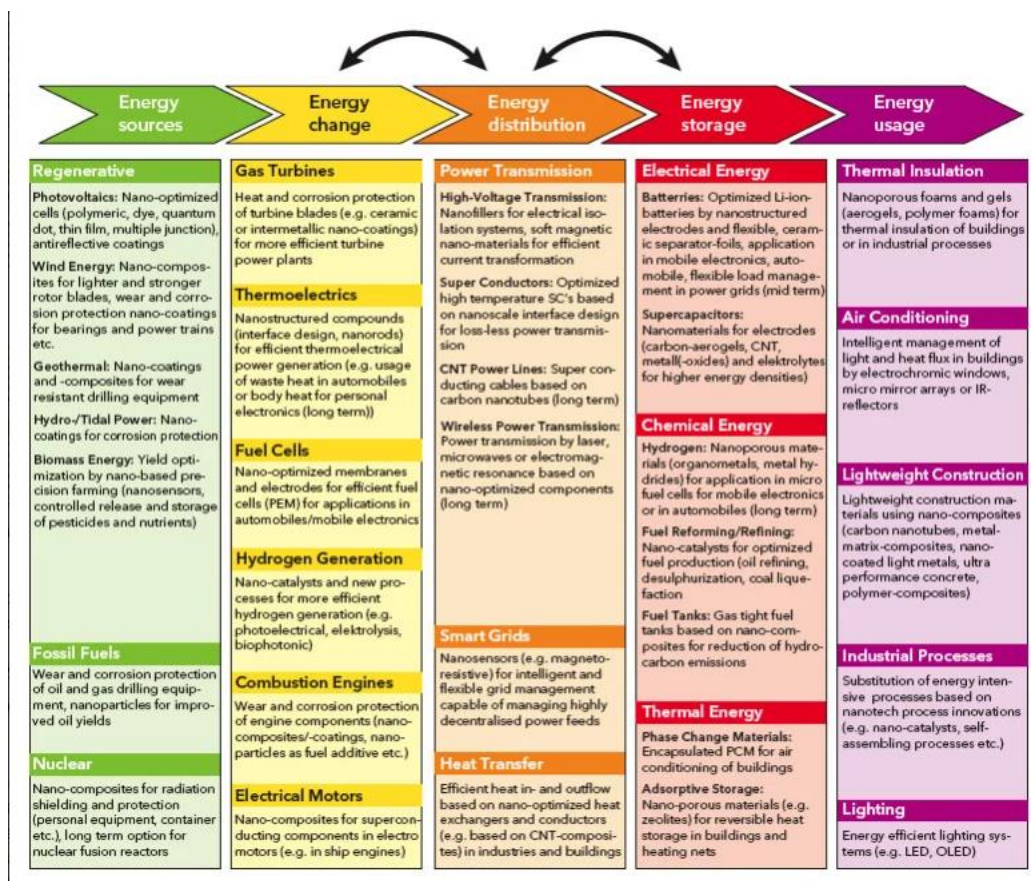 Energy
sources
Energy
change
Energy
distribution
Energy
storage
Energy
usage
Regenerative
Photovoltaics: Nano-optimized
cells (polymeric, dye, quantum
dot, thin film, multiple junction),
antireflective coatings
Wind Energy: Nano-compos-
ites for lighter and stronger
rotor blades, wear and corro-
sion protection nano-coatings
for bearings and power trains
etc.
Geothermal: Nano-coatings
and -composites for wear
resistant drilling equipment
Hydro-/Tidal Power: Nano-
coatings for corrosion protection
Biomass Energy: Yield opti-
mization by nano-based pre-
cision farming (nanosensors,
controlled release and storage
of pesticides and nutrients)
Fossil Fuels
Wear and corrosion protection
of oil and gas drilling equip-
ment, nanoparticles for impro-
ved oil yields
Nuclear
Nano-composites for radiation
shielding and protection
(personal equipment, container
etc.), long term option for
nuclear fusion reactors
Gas Turbines
Heat and corrosion protection
of turbine blades (e.g. ceramic
or intermetallic nano-coatings)
for more efficient turbine
power plants
Thermoelectrics
Nanostructured compounds
(interface design, nanorods)
for efficient thermoelectrical
power generation (e.g. usage
of waste heat in automobiles
or body heat for personal
electronics (long term))
Fuel Cells
Nano-optimized membranes
and electrodes for efficient fuel
cells (PEM) for applications in
automobiles/mobile electronics
Hydrogen Generation
Nano-catalysts and new pro-
cesses for more efficient
hydrogen generation (e.g.
photoelectrical, elektrolysis,
biophotonic)
Combustion Engines
Wear and corrosion protection
of engine components (nano-
composites/-coatings, nano-
particles as fuel additive etc.)
Electrical Motors
Nano-composites for supercon-
ducting components in electro
motors (e.g. in ship engines)
Power Transmission
High-Voltage Transmission:
Nanofillers for electrical iso-
lation systems, soft magnetic
nano-materials for efficient
current transformation
Super Conductors: Optimized
high temperature SC's based
on nanoscale interface design
for loss-less power transmis-
sion
CNT Power Lines: Super con
ducting cables based on
carbon nanotubes (long term)
Wireless Power Transmission:
Power transmission by laser,
microwaves or electromag-
netic resonance based on
nano-optimized components
(long term)
Smart Grids
Nanosensors (e.g. magneto-
resistive) for intelligent and
flexible grid management
capable of managing highly
decentralised power feeds
Heat Transfer
Efficient heat in- and outflow
based on nano-optimized heat
exchangers and conductors
(e.g. based on CNT-composi-
tes) in industries and buildings
Electrical Energy
Batterries: Optimized Li-ion-
batteries by nanostructured
electrodes and flexible, ceram-
ic separator-foils, application
in mobile electronics, auto-
mobile, flexible load manage-
ment in power grids (mid term)
Supercapacitors:
Nanomaterials for electrodes
(carbon-aerogels, CNT,
metall(-oxides) and elektrolytes
for higher energy densities)
Chemical Energy
Hydrogen: Nanoporous mate-
rials (organometals, metal hy-
drides) for application in micro
fuel cells for mobile electronics
or in automobiles (long term)
Fuel Reforming/Refining:
Nano-catalysts for optimized
fuel production (oil refining,
desulphurization, coal lique-
faction
Fuel Tanks: Gas tight fuel
tanks based on nano-com-
posites for reduction of hydro-
carbon emissions
Thermal Energy
Phase Change Materials:
Encapsulated PCM for air
conditioning of buildings
Adsorptive Storage:
Nano-porous materials (e.g.
zeolites) for reversible heat
storage in buildings and
heating nets
Thermal Insulation
Nanoporous foams and gels
(aerogels, polymer foams) for
thermal insulation of buildings
or in industrial processes
Air Conditioning
Intelligent management of
light and heat flux in buildings
by electrochromic windows,
micro mirror arrays or IR-
reflectors
Lightweight Construction
Lightweight construction ma-
terials using nano-composites
(carbon nanotubes, metal-
matrix-composites, nano-
coated light metals, ultra
performance concrete,
polymer-composites)
Industrial Processes
Substitution of energy inten-
sive processes based on
nanotech process innovations
(e.g. nano-catalysts, self-
assembling processes etc.)
Lighting
Energy efficient lighting sys-
tems (e.g. LED, OLED)